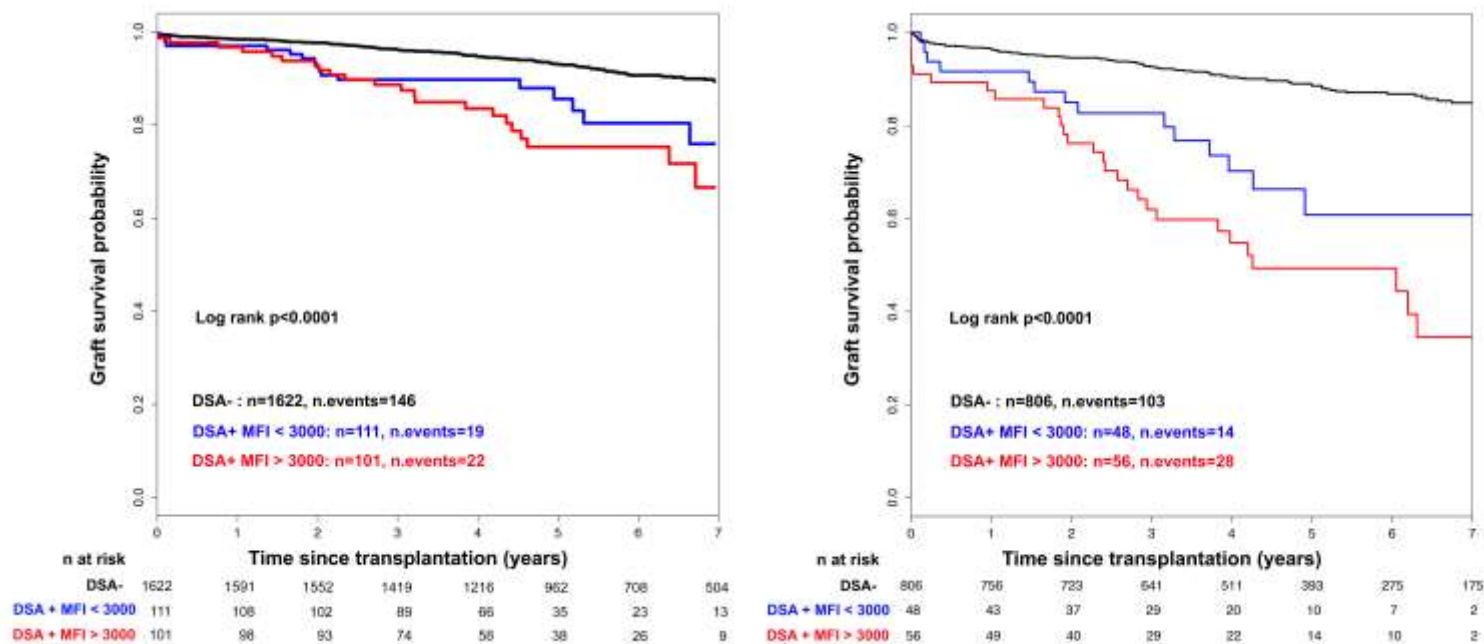 1.0
0.8
0.6
0.4
0.2
0.0
Graft survival probability
Log rank p<0.0001
DSA- : n=1622, n.events=146
DSA+ MFI < 3000: n=111, n.events=19
DSA+ MFI > 3000: n=101, n.events=22
0 1 2 3 4 5 6 7
n at risk Time since transplantation (years)
DSA- 1622 1591 1552 1419 1216 962 708 504
DSA + MFI < 3000 111 108 102 89 66 35 23 13
DSA + MFI > 3000 101 98 93 74 58 38 26 9
1.0
0.8
0.6
0.4
0.2
0.0
Graft survival probability
Log rank p<0.0001
DSA- : n=806, n.events=103
DSA+ MFI < 3000: n=48, n.events=14
DSA+ MFI > 3000: n=56, n.events=28
0 1 2 3 4 5 6 7
n at risk Time since transplantation (years)
DSA- 806 756 723 641 511 393 275 175
DSA + MFI < 3000 48 43 37 29 20 10 7 2
DSA + MFI > 3000 56 49 40 29 22 14 10 2